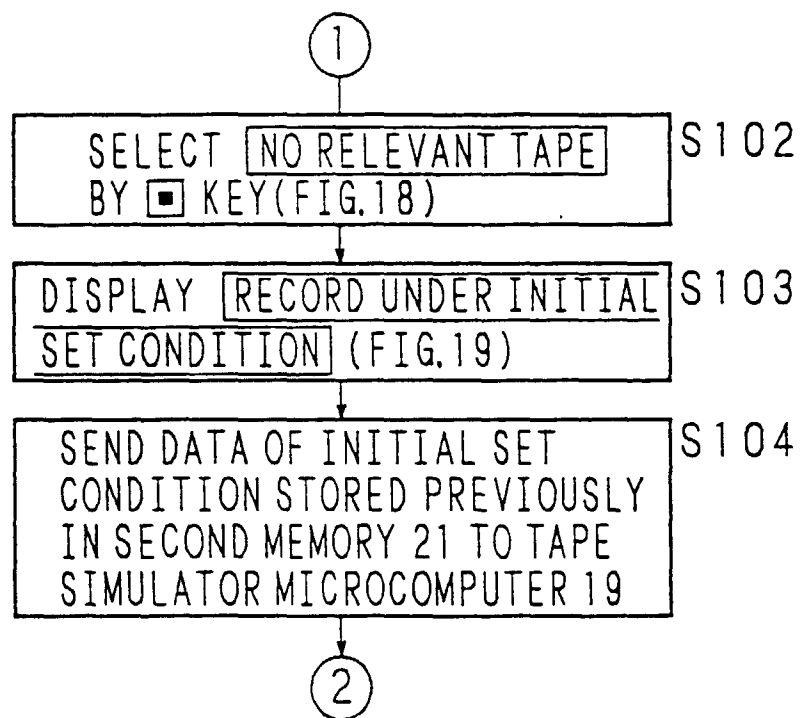 1
SELECT NO RELEVANT TAPE
BY ▪ KEY(FIG.18)
S102
DISPLAY RECORD UNDER INITIAL
SET CONDITION (FIG.19)
S103
SEND DATA OF INITIAL SET
CONDITION STORED PREVIOUSLY
IN SECOND MEMORY 21 TO TAPE
SIMULATOR MICROCOMPUTER 19
S104
2